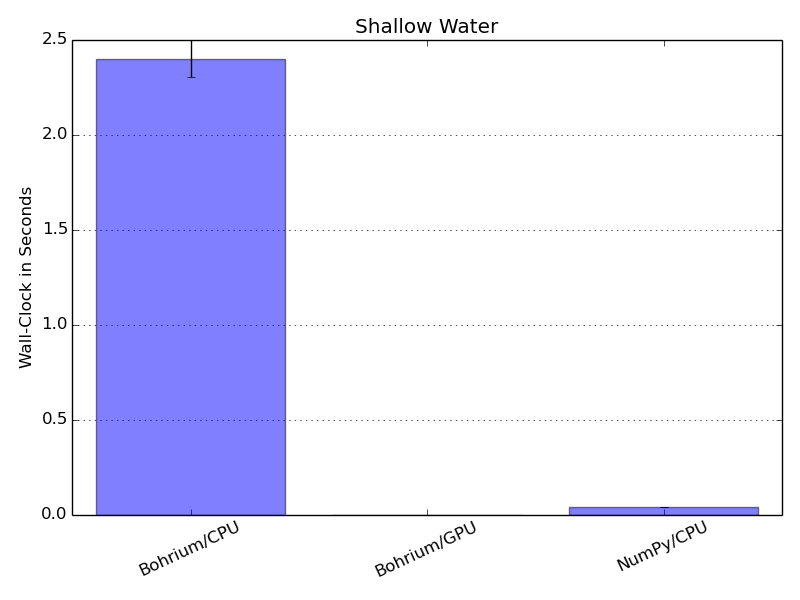 Shallow Water
Wall-Clock in Seconds
2.5
2.0
1.5
1.0
0.5
0.0
Bohrium/CPU
Bohrium/GPU
NumPy/CPU